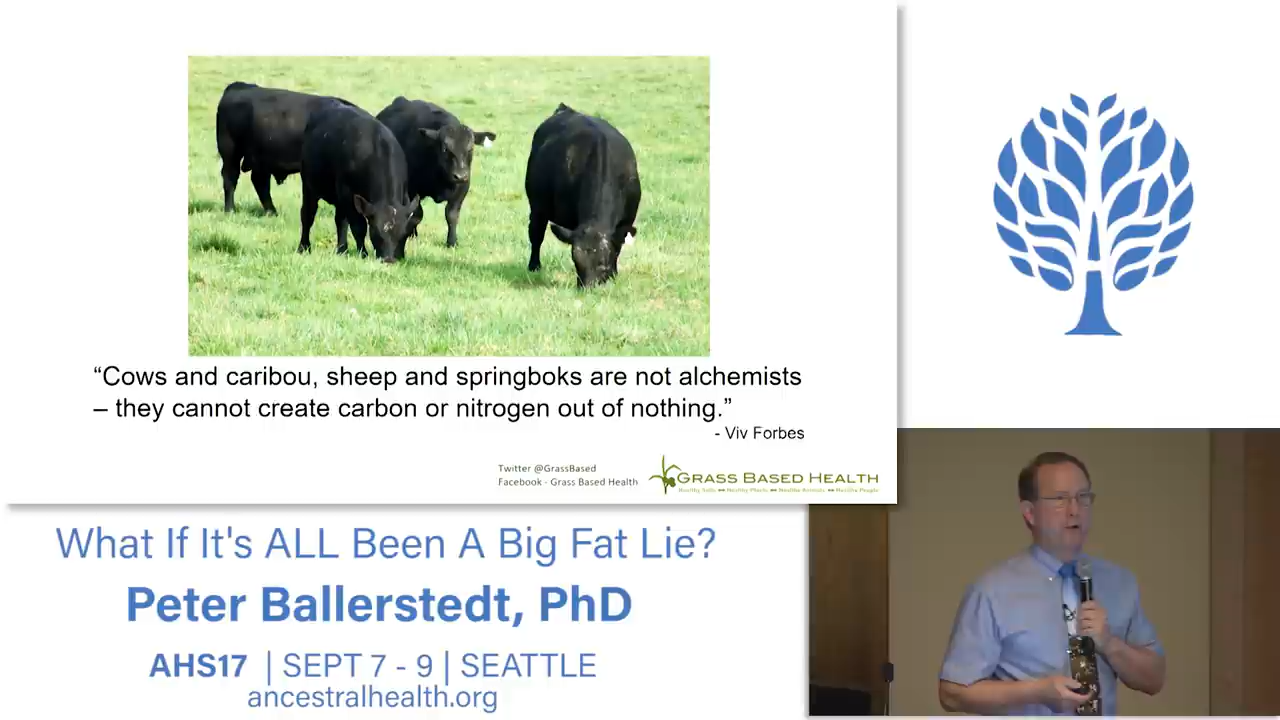 “Cows and caribou, sheep and springboks are not alchemists
– they cannot create carbon or nitrogen out of nothing.”
- Viv Forbes
Twitter @GrassBased
Facebook - Grass Based Health
GRASS BASED HEALTH
Healthy Soils ↔ Healthy Plants ↔ Healthy Animals ↔ Healthy People
What If It's ALL Been A Big Fat Lie?
Peter Ballerstedt, PhD
AHS17 | SEPT 7 - 9 | SEATTLE
ancestralhealth.org